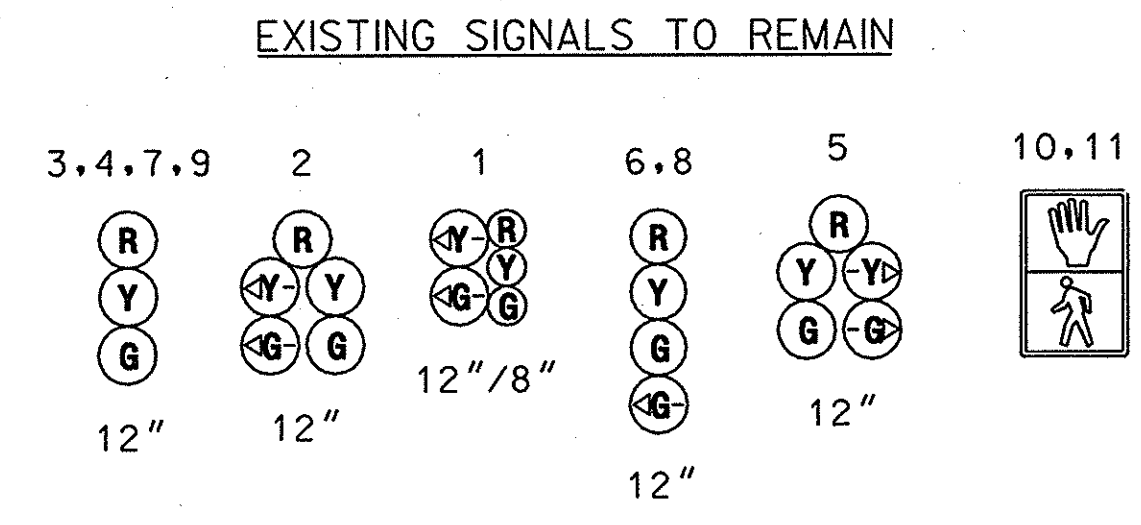 EXISTING SIGNALS TO REMAIN
3,4,7,9 2 1 6,8 5 10,11
R
Y
G
12"
R
Y Y
G G
12"
Y R
Y
G G
12"/8"
R
Y
G
G
12"
R
Y Y
G G
12"